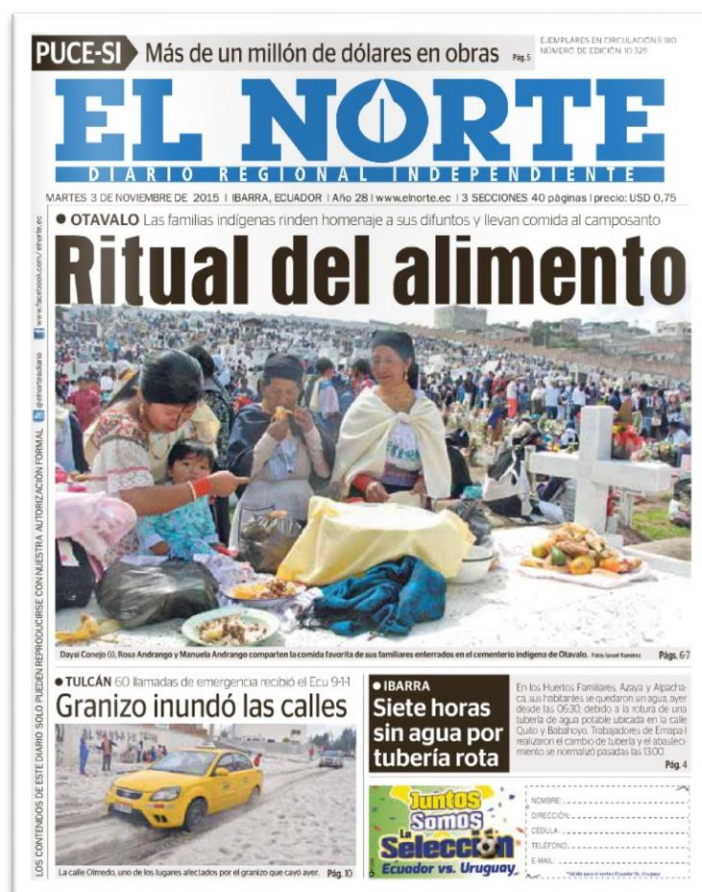 PUCE-SI Más de un millón de dólares en obras Pág. 5
EJEMPLARES EN CIRCULACIÓN 5 180
NÚMERO DE EDICIÓN 10 329
EL NORTE
DIARIO REGIONAL INDEPENDIENTE
MARTES 3 DE NOVIEMBRE DE 2015 | IBARRA, ECUADOR | Año 28 | www.elnorte.ec | 3 SECCIONES 40 páginas | precio: USD 0,75
• OTAVALO Las familias indígenas rinden homenaje a sus difuntos y llevan comida al camposanto
Ritual del alimento
Daysi Conejo (i), Rosa Andrango y Manuela Andrango comparten la comida favorita de sus familiares enterrados en el cementerio indígena de Otavalo. Foto: Israel Ramírez Págs. 6-7
• TULCÁN 60 llamadas de emergencia recibió el Ecu 9-1-1
Granizo inundó las calles
La calle Olmedo, uno de los lugares afectados por el granizo que cayó ayer. Pág. 10
• IBARRA
Siete horas
sin agua por
tubería rota
En los Huertos Familiares, Azaya y Alpacha-
ca, sus habitantes se quedaron sin agua, ayer
desde las 06:30, debido a la rotura de una
tubería de agua potable ubicada en la calle
Quito y Babahoyo. Trabajadores de Emapa-I
realizaron el cambio de tubería y el abasteci-
miento se normalizó pasadas las 13:00.
Pág. 4
Juntos
Somos
La
Selección
Ecuador vs. Uruguay
NOMBRE:
DIRECCIÓN:
CÉDULA:
TELÉFONO:
E-MAIL:
LOS CONTENIDOS DE ESTE DIARIO SOLO PUEDEN REPRODUCIRSE CON NUESTRA AUTORIZACIÓN FORMAL @elnorteadiario www.facebook.com/elnorte.ec